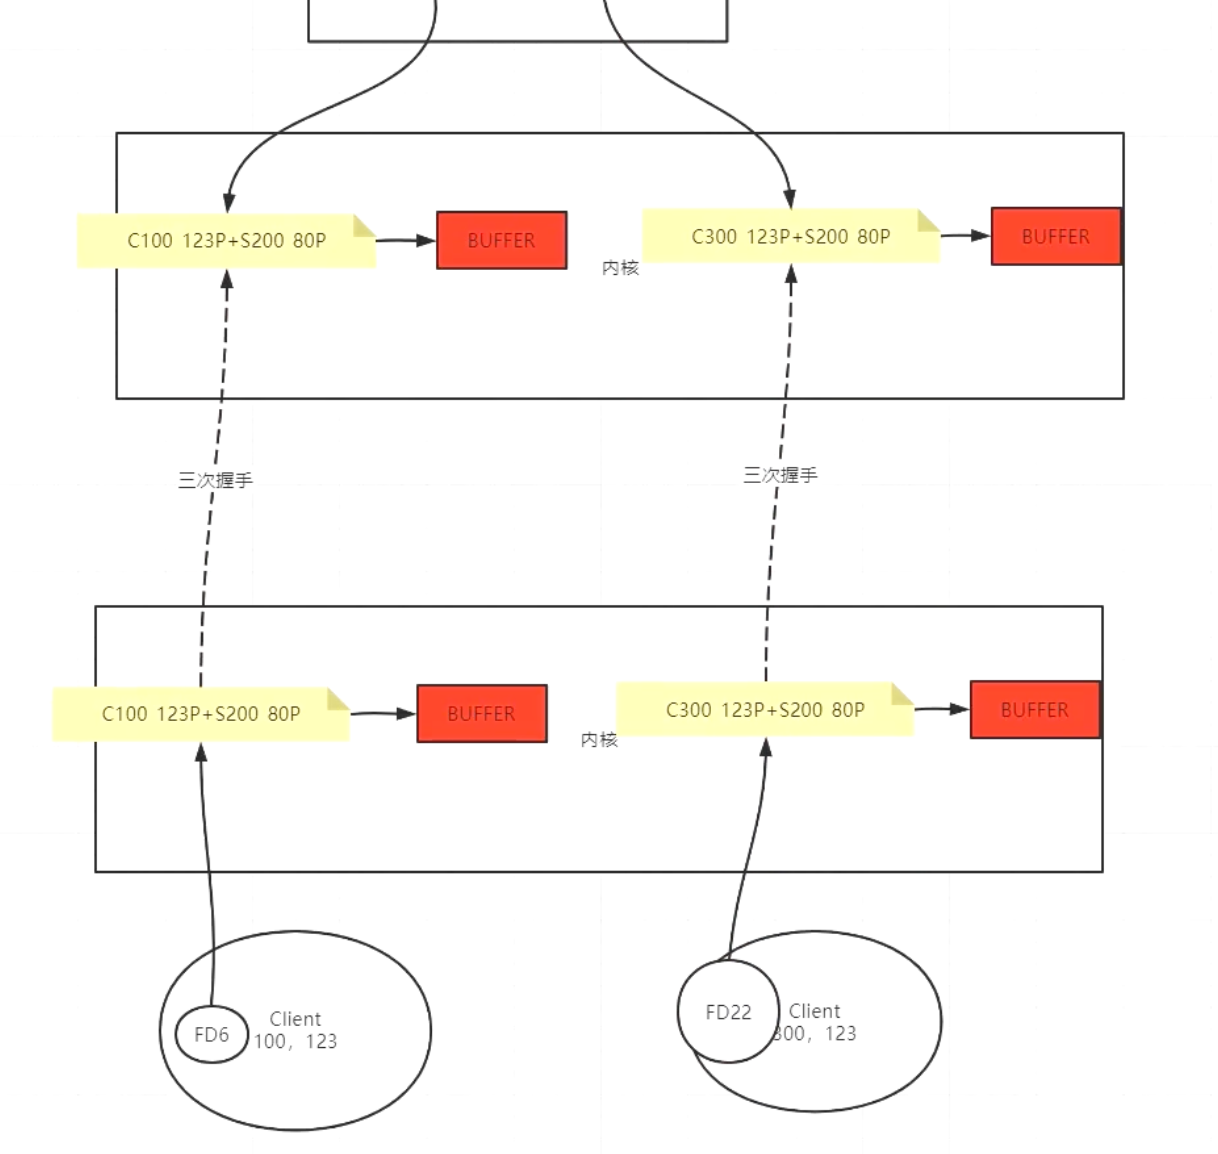 C100 123P+S200 80P
BUFFER
C300 123P+S200 80P
BUFFER
内核
三次握手
三次握手
C100 123P+S200 80P
BUFFER
C300 123P+S200 80P
BUFFER
内核
FD6
Client
100，123
FD22
Client
300，123